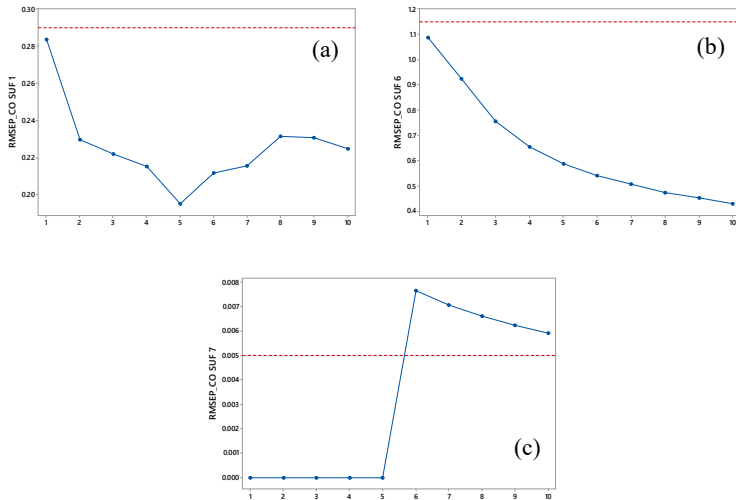 RMSEP_CO SUF 1
0.30
0.28
0.26
0.24
0.22
0.20
(a)
1 2 3 4 5 6 7 8 9 10
RMSEP_CO SUF 6
1.2
1.1
1.0
0.9
0.8
0.7
0.6
0.5
0.4
(b)
1 2 3 4 5 6 7 8 9 10
RMSEP_CO SUF 7
0.008
0.007
0.006
0.005
0.004
0.003
0.002
0.001
0.000
(c)
1 2 3 4 5 6 7 8 9 10